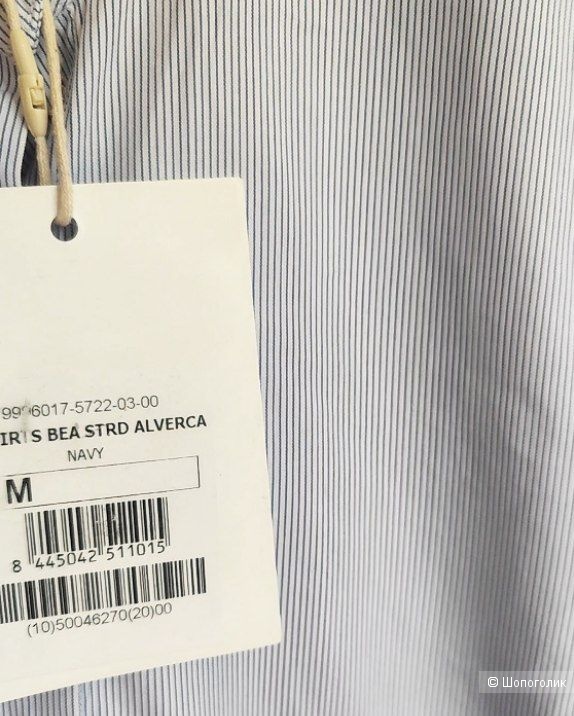 6017-5722-03-00
S BEA STRD ALVERCA
NAVY
M
8 445042 511015
(10)50046270(20)00
© Шопоголик